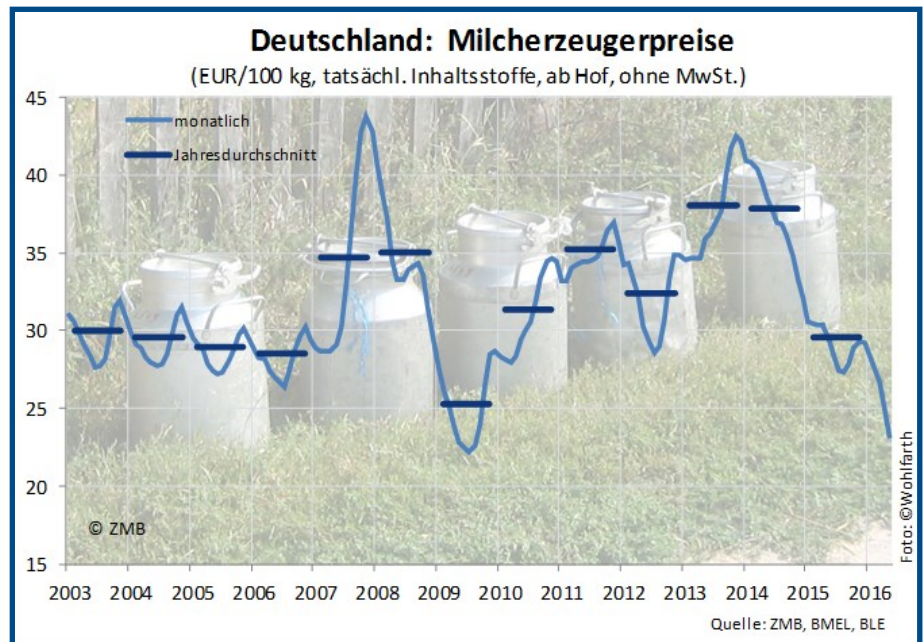 Deutschland: Milcherzeugerpreise
(EUR/100 kg, tatsächl. Inhaltsstoffe, ab Hof, ohne MwSt.)
45
monatlich
Jahresdurchschnitt
40
35
30
25
20
© ZMB
15
2003 2004 2005 2006 2007 2008 2009 2010 2011 2012 2013 2014 2015 2016
Foto: ©Wohlfarth
Quelle: ZMB, BMEL, BLE